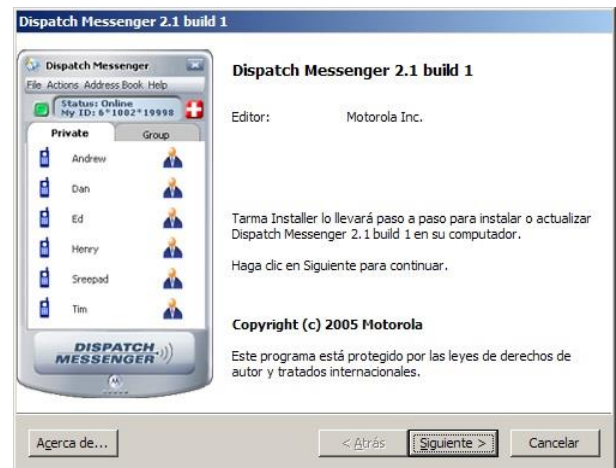 Dispatch Messenger 2.1 build 1
Dispatch Messenger
File Actions Address Book Help
Status: Online
My ID: 6*1002*19998
Private Group
Andrew
Dan
Ed
Henry
Sreepad
Tim
DISPATCH
MESSENGER
Dispatch Messenger 2.1 build 1
Editor: Motorola Inc.
Tarma Installer lo llevará paso a paso para instalar o actualizar
Dispatch Messenger 2.1 build 1 en su computador.
Haga clic en Siguiente para continuar.
Copyright (c) 2005 Motorola
Este programa está protegido por las leyes de derechos de
autor y tratados internacionales.
Acerca de... < Atrás Siguiente > Cancelar